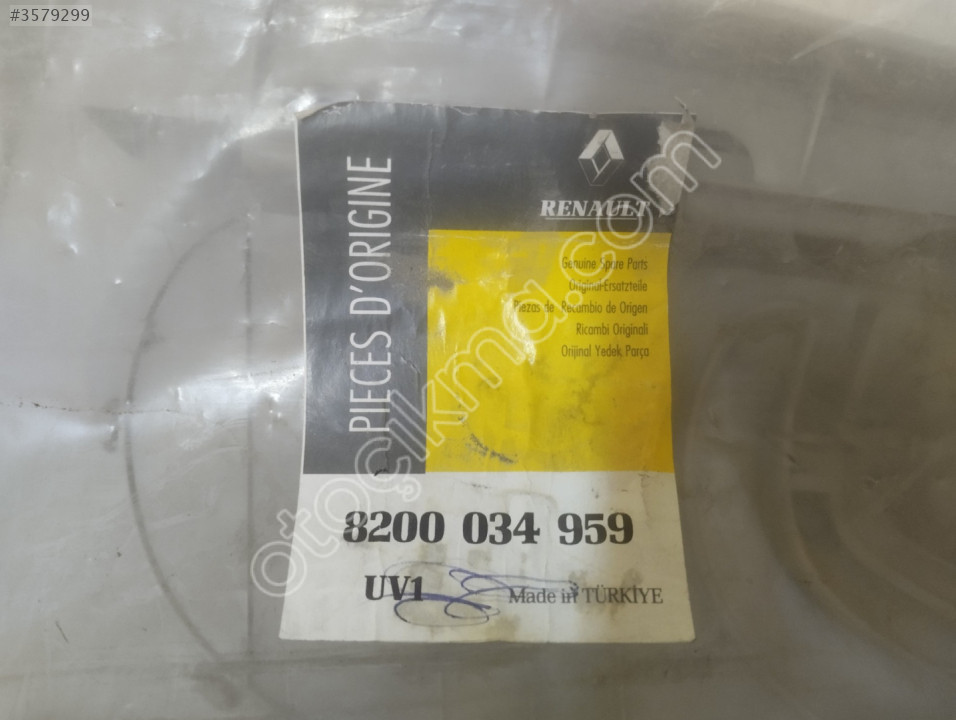 #3579299
PIECES D'ORIGINE
RENAULT
Genuine Spare Parts
Original-Ersatzteile
Piezas de Recambio de Origen
Ricambi Originali
Orijinal Yedek Parça
8200 034 959
UV1
Made in TÜRKİYE
otoçıkma.com